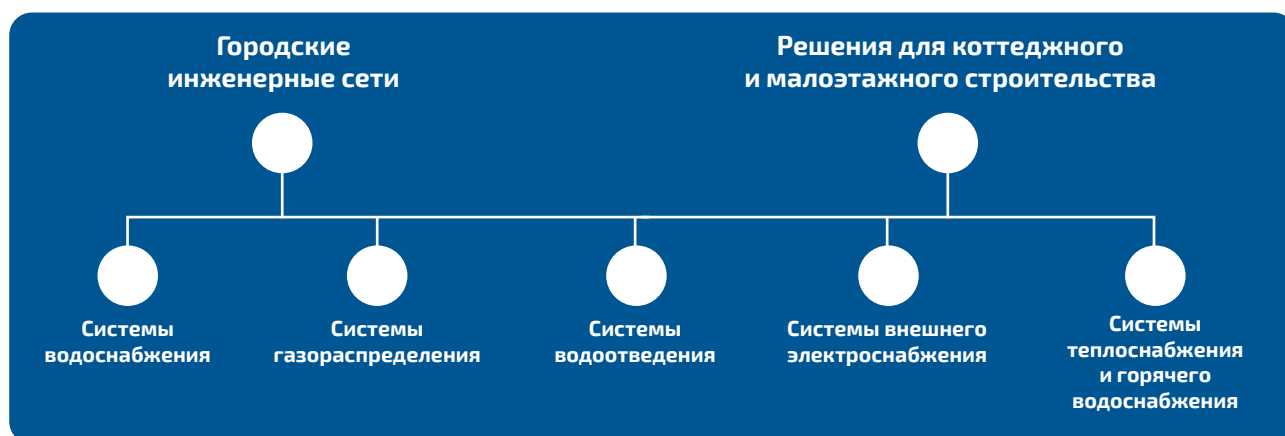 Городские
инженерные сети
Решения для коттеджного
и малоэтажного строительства
Системы
водоснабжения
Системы
газораспределения
Системы
водоотведения
Системы внешнего
электроснабжения
Системы
теплоснабжения
и горячего
водоснабжения